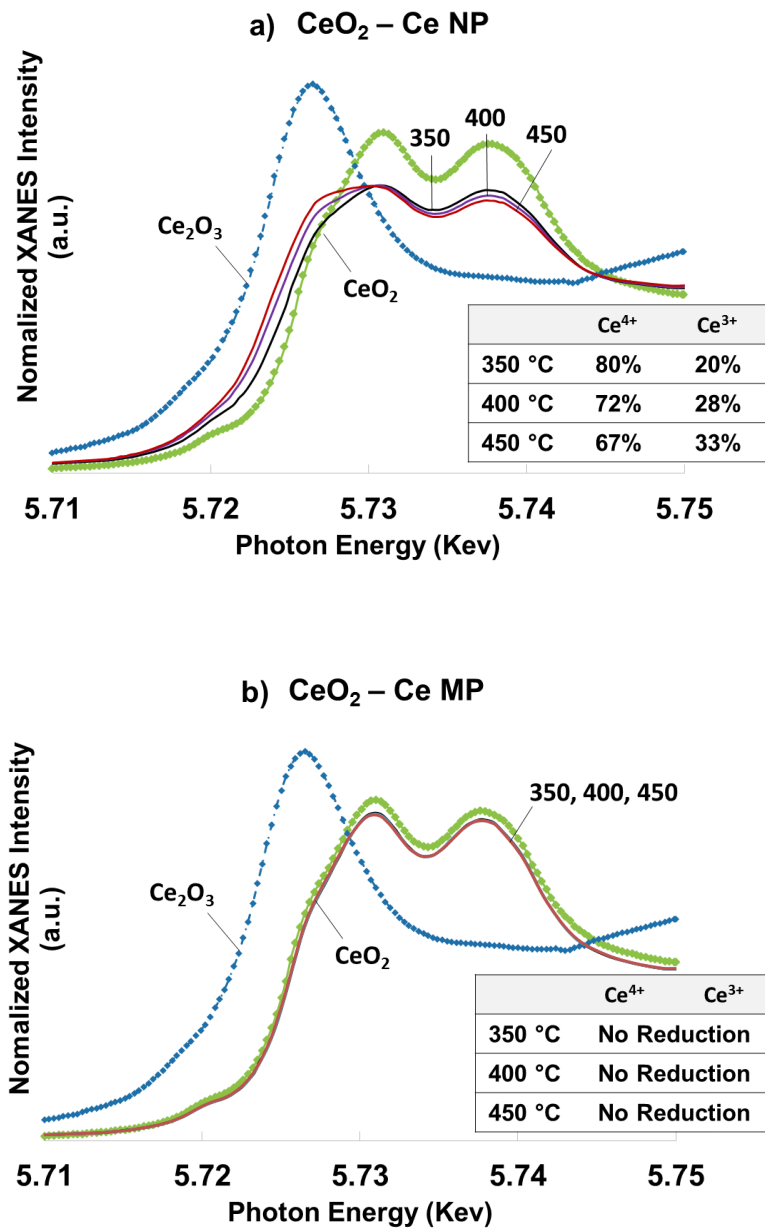 a) CeO₂ – Ce NP
Nomalized XANES Intensity
(a.u.)
350
400
450
Ce₂O₃
CeO₂
Ce⁴⁺ Ce³⁺
350 °C 80% 20%
400 °C 72% 28%
450 °C 67% 33%
5.71 5.72 5.73 5.74 5.75
Photon Energy (Kev)
b) CeO₂ – Ce MP
Nomalized XANES Intensity
(a.u.)
350, 400, 450
Ce₂O₃
CeO₂
Ce⁴⁺ Ce³⁺
350 °C No Reduction
400 °C No Reduction
450 °C No Reduction
5.71 5.72 5.73 5.74 5.75
Photon Energy (Kev)